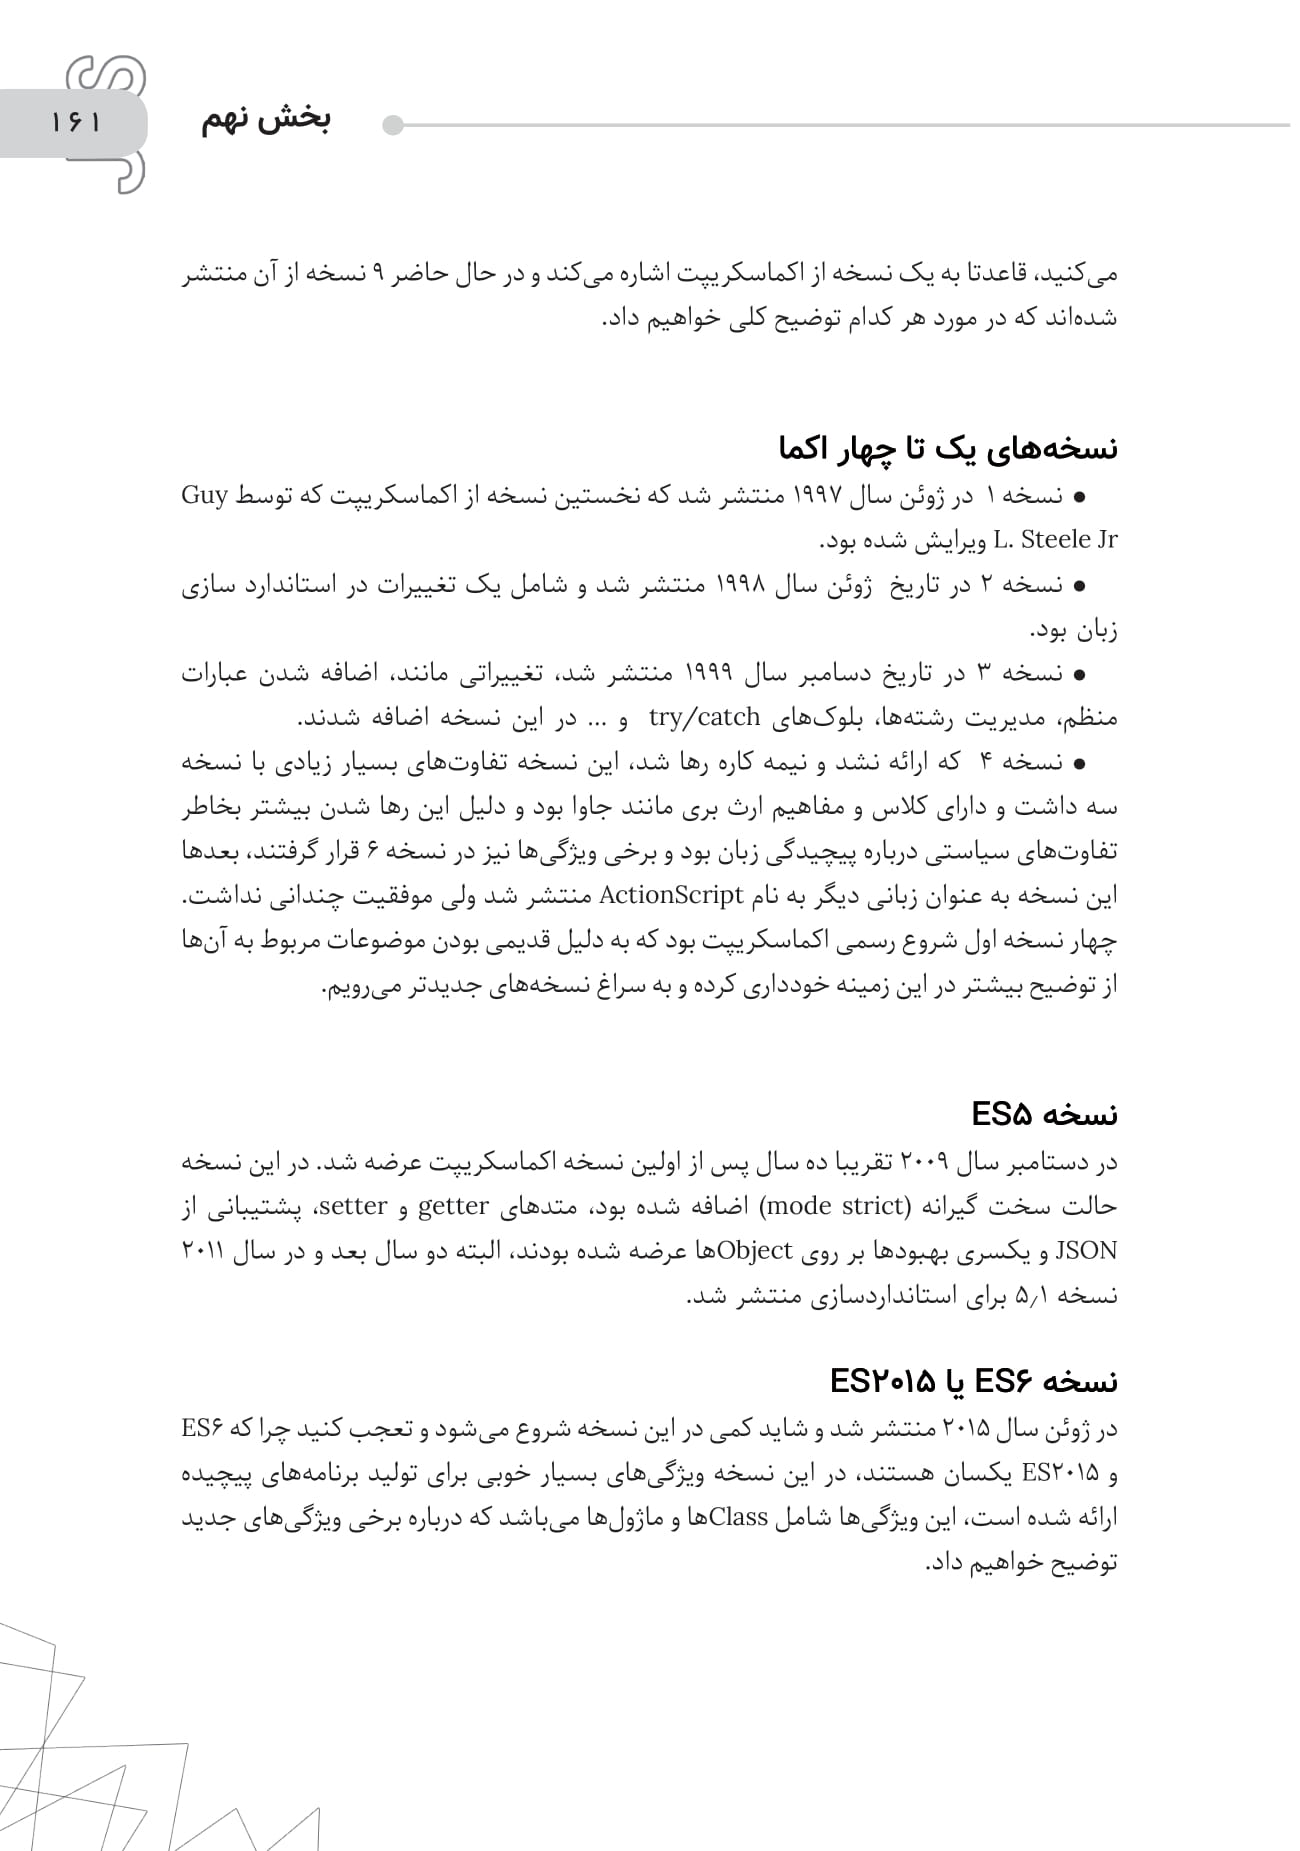 JS
۱۶۱
بخش نهم
می‌کنید، قاعدتا به یک نسخه از اکماسکریپت اشاره می‌کند و در حال حاضر ۹ نسخه از آن منتشر
شده‌اند که در مورد هر کدام توضیح کلی خواهیم داد.
نسخه‌های یک تا چهار اکما
● نسخه ۱ در ژوئن سال ۱۹۹۷ منتشر شد که نخستین نسخه از اکماسکریپت که توسط Guy
L. Steele Jr ویرایش شده بود.
● نسخه ۲ در تاریخ ژوئن سال ۱۹۹۸ منتشر شد و شامل یک تغییرات در استاندارد سازی
زبان بود.
● نسخه ۳ در تاریخ دسامبر سال ۱۹۹۹ منتشر شد، تغییراتی مانند، اضافه شدن عبارات
منظم، مدیریت رشته‌ها، بلوک‌های try/catch و ... در این نسخه اضافه شدند.
● نسخه ۴ که ارائه نشد و نیمه کاره رها شد، این نسخه تفاوت‌های بسیار زیادی با نسخه
سه داشت و دارای کلاس و مفاهیم ارث بری مانند جاوا بود و دلیل این رها شدن بیشتر بخاطر
تفاوت‌های سیاستی درباره پیچیدگی زبان بود و برخی ویژگی‌ها نیز در نسخه ۶ قرار گرفتند، بعدها
این نسخه به عنوان زبانی دیگر به نام ActionScript منتشر شد ولی موفقیت چندانی نداشت.
چهار نسخه اول شروع رسمی اکماسکریپت بود که به دلیل قدیمی بودن موضوعات مربوط به آن‌ها
از توضیح بیشتر در این زمینه خودداری کرده و به سراغ نسخه‌های جدیدتر می‌رویم.
نسخه ES۵
در دستامبر سال ۲۰۰۹ تقریبا ده سال پس از اولین نسخه اکماسکریپت عرضه شد. در این نسخه
حالت سخت گیرانه (mode strict) اضافه شده بود، متدهای getter و setter، پشتیبانی از
JSON و یکسری بهبودها بر روی Objectها عرضه شده بودند، البته دو سال بعد و در سال ۲۰۱۱
نسخه ۵/۱ برای استانداردسازی منتشر شد.
نسخه ES۶ یا ES۲۰۱۵
در ژوئن سال ۲۰۱۵ منتشر شد و شاید کمی در این نسخه شروع می‌شود و تعجب کنید چرا که ES۶
و ES۲۰۱۵ یکسان هستند، در این نسخه ویژگی‌های بسیار خوبی برای تولید برنامه‌های پیچیده
ارائه شده است، این ویژگی‌ها شامل Classها و ماژول‌ها می‌باشد که درباره برخی ویژگی‌های جدید
توضیح خواهیم داد.